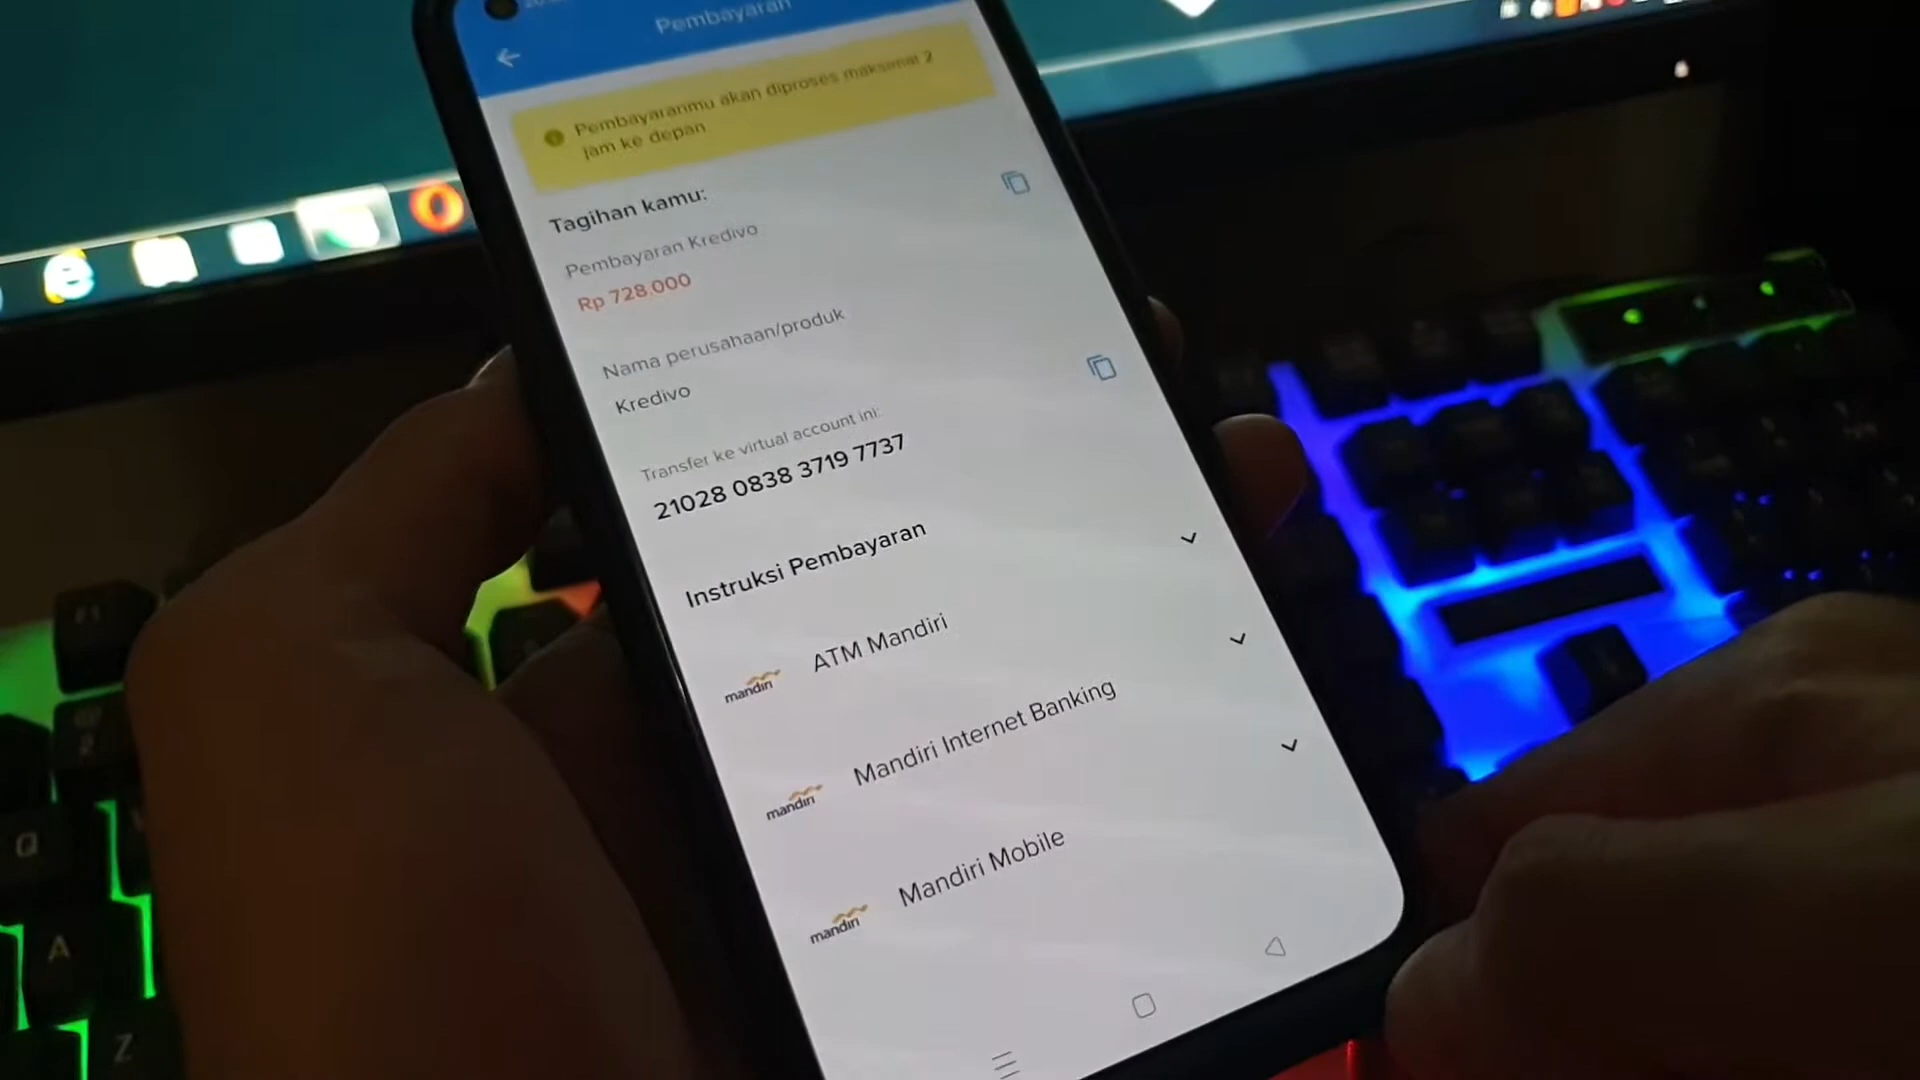 Pembayaran
Pembayaranmu akan diproses maksimal 2
jam ke depan
Tagihan kamu:
Pembayaran Kredivo
Rp 728.000
Nama perusahaan/produk
Kredivo
Transfer ke virtual account ini:
21028 0838 3719 7737
Instruksi Pembayaran
mandiri ATM Mandiri
mandiri Mandiri Internet Banking
mandiri Mandiri Mobile
F1
2
Q
A
Z